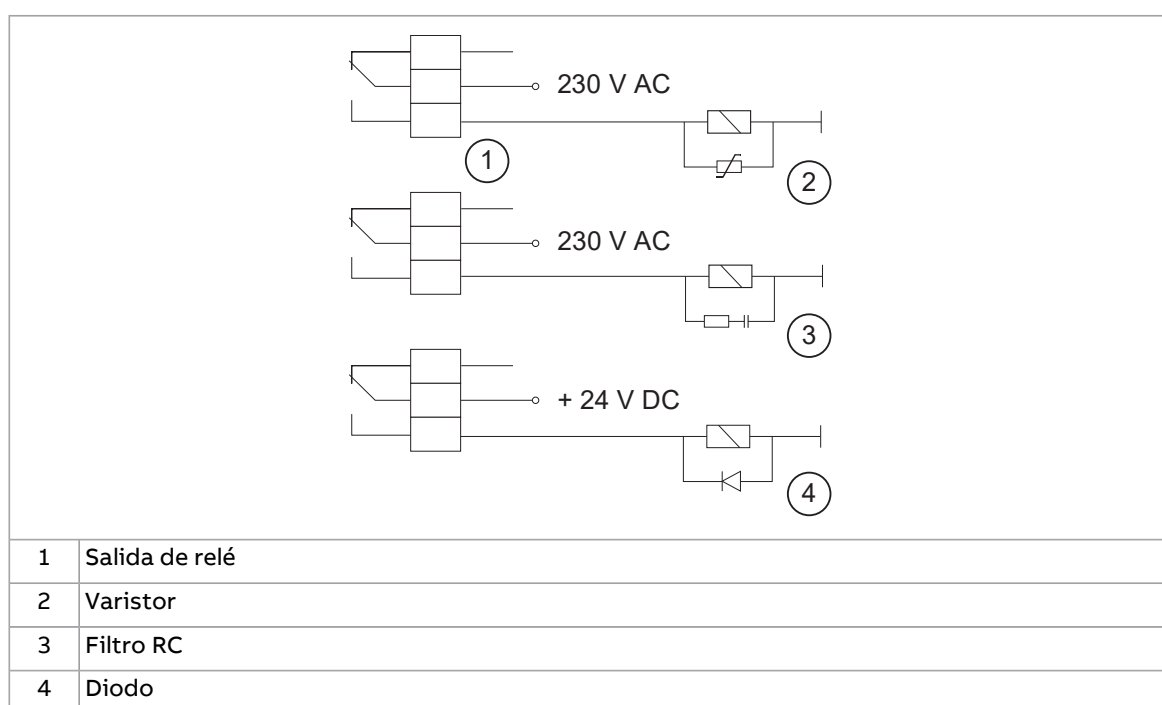 230 V AC
1
2
230 V AC
3
+ 24 V DC
4
1 Salida de relé
2 Varistor
3 Filtro RC
4 Diodo